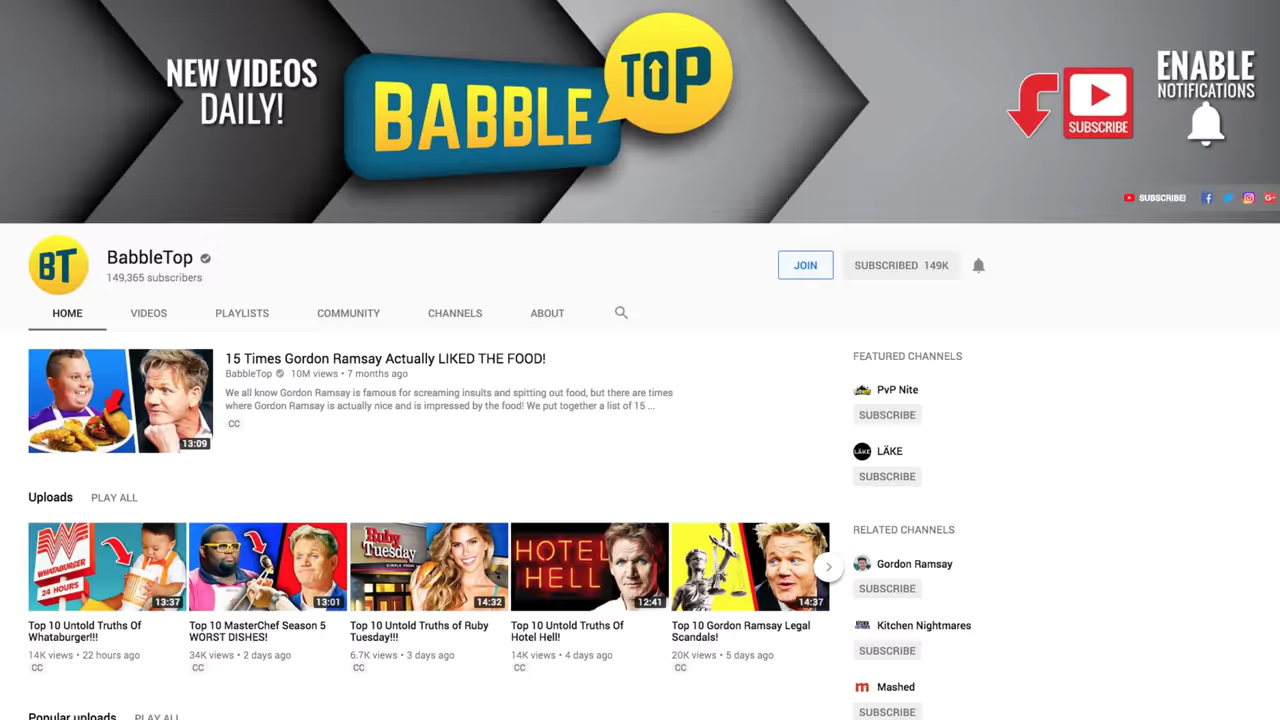 NEW VIDEOS
DAILY!
BABBLE
TOP
ENABLE
NOTIFICATIONS
SUBSCRIBE
SUBSCRIBE!
BT
BabbleTop
149,365 subscribers
JOIN
SUBSCRIBED 149K
HOME
VIDEOS
PLAYLISTS
COMMUNITY
CHANNELS
ABOUT
13:09
15 Times Gordon Ramsay Actually LIKED THE FOOD!
BabbleTop 10M views • 7 months ago
We all know Gordon Ramsay is famous for screaming insults and spitting out food, but there are times
where Gordon Ramsay is actually nice and is impressed by the food! We put together a list of 15 ...
CC
FEATURED CHANNELS
PvP Nite
SUBSCRIBE
LÄKE
LÄKE
SUBSCRIBE
Uploads PLAY ALL
WHATABURGER
24 HOURS
13:37
13:01
Ruby
Tuesday
14:32
HOTEL
HELL
12:41
14:37
Top 10 Untold Truths Of
Whataburger!!!
14K views • 22 hours ago
CC
Top 10 MasterChef Season 5
WORST DISHES!
34K views • 2 days ago
CC
Top 10 Untold Truths of Ruby
Tuesday!!!
6.7K views • 3 days ago
CC
Top 10 Untold Truths Of
Hotel Hell!
14K views • 4 days ago
CC
Top 10 Gordon Ramsay Legal
Scandals!
20K views • 5 days ago
CC
RELATED CHANNELS
Gordon Ramsay
SUBSCRIBE
Kitchen Nightmares
SUBSCRIBE
m
Mashed
SUBSCRIBE
Popular uploads PLAY ALL